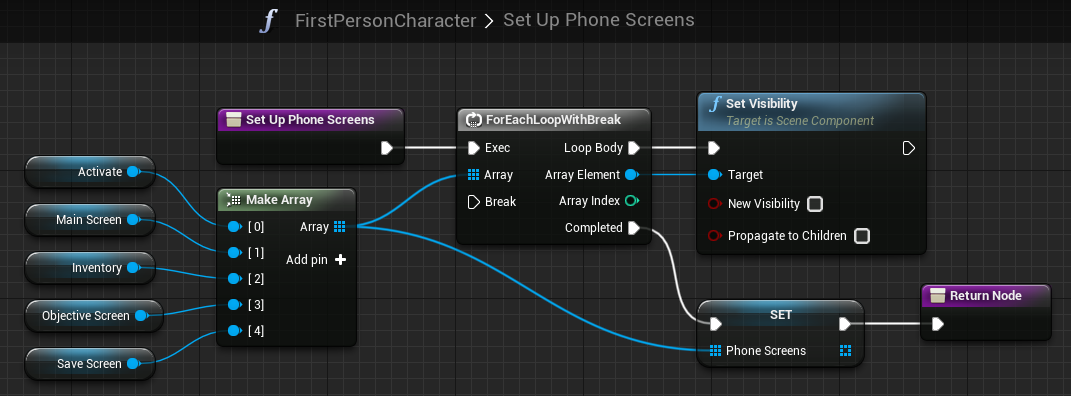 f FirstPersonCharacter > Set Up Phone Screens
Set Up Phone Screens
Activate
Main Screen
Inventory
Objective Screen
Save Screen
Make Array
[ 0] Array
[ 1] Add pin +
[ 2]
[ 3]
[ 4]
ForEachLoopWithBreak
Exec Loop Body
Array Array Element
Break Array Index
Completed
f Set Visibility
Target is Scene Component
Target
New Visibility
Propagate to Children
SET
Phone Screens
Return Node